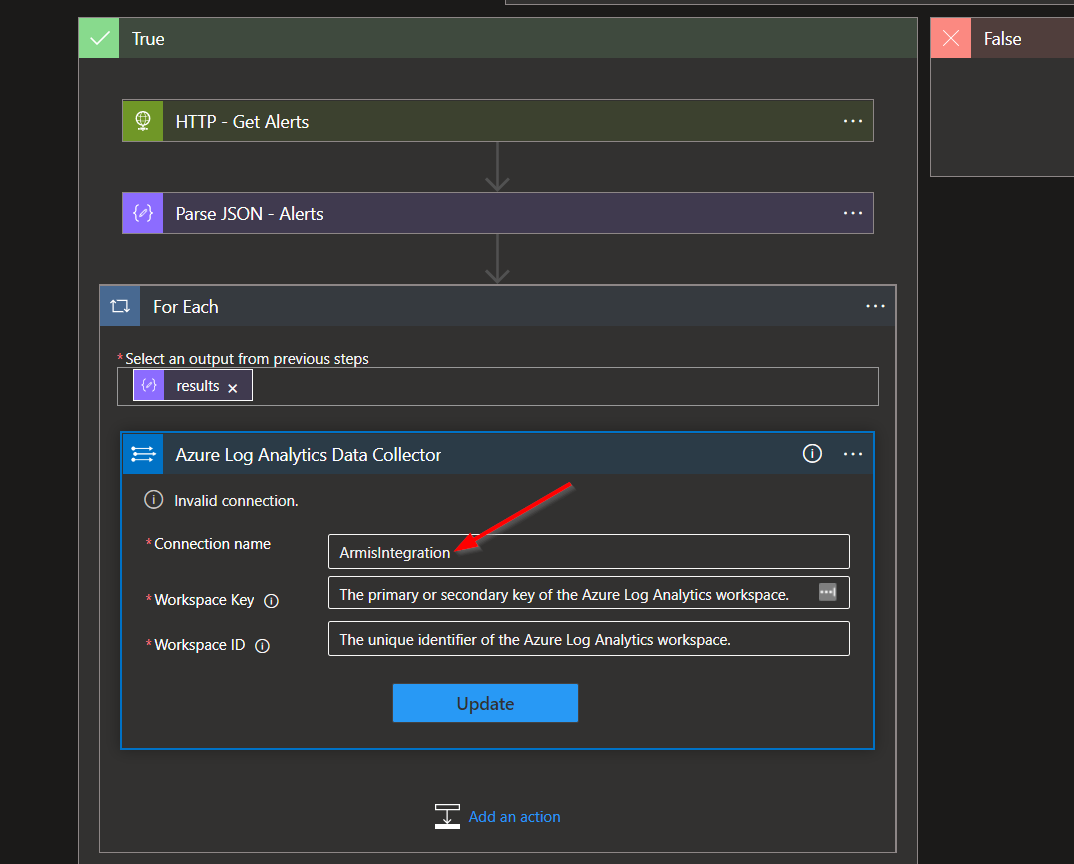 True
False
HTTP - Get Alerts
Parse JSON - Alerts
For Each
*Select an output from previous steps
results
Azure Log Analytics Data Collector
Invalid connection.
*Connection name
ArmisIntegration
*Workspace Key
The primary or secondary key of the Azure Log Analytics workspace.
*Workspace ID
The unique identifier of the Azure Log Analytics workspace.
Update
Add an action